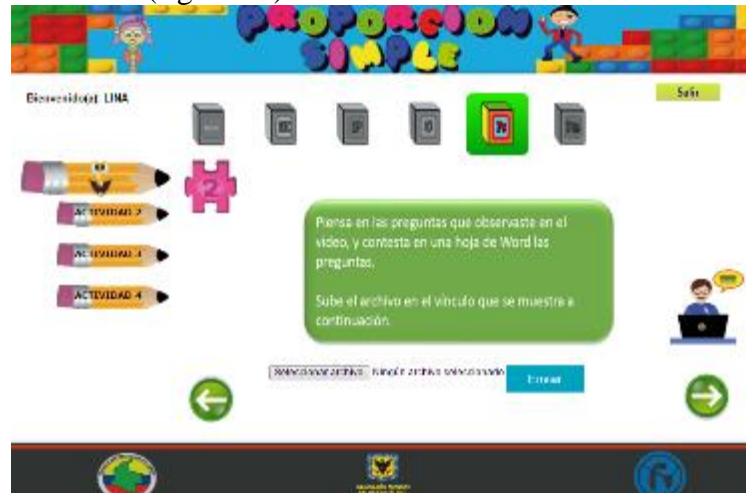 PROPORCION
SIMPLE
Bienvenido(a): LINA
Salir
2
ACTIVIDAD 2
ACTIVIDAD 3
ACTIVIDAD 4
Piensa en las preguntas que observaste en el
video, y contesta en una hoja de Word las
preguntas.
Sube el archivo en el vínculo que se muestra a
continuación.
Seleccionar archivo Ningún archivo seleccionado Enviar